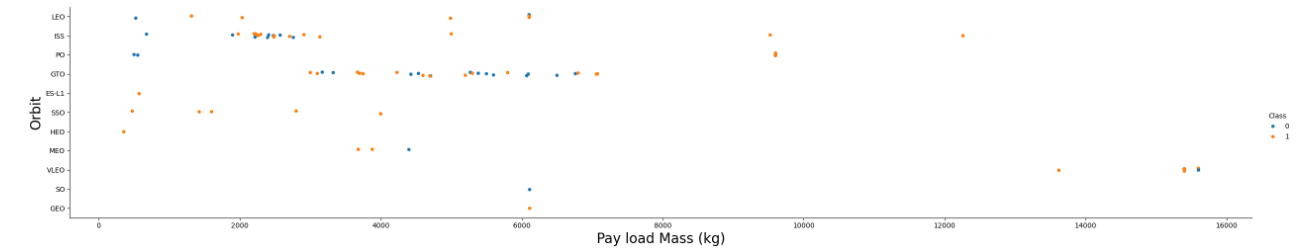 LEO
ISS
PO
GTO
ES-L1
SSO
HEO
MEO
VLEO
SO
GEO
Orbit
0 2000 4000 6000 8000 10000 12000 14000 16000
Pay load Mass (kg)
Class
0
1